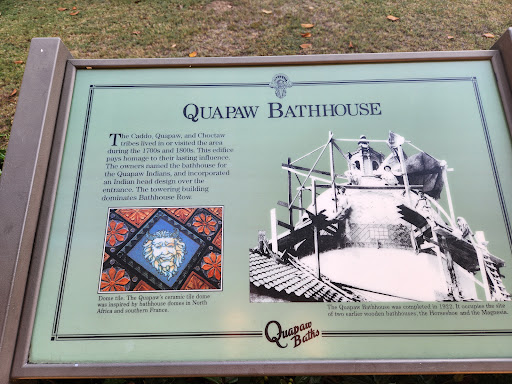 QUAPAW BATHHOUSE
The Caddo, Quapaw, and Choctaw
tribes lived in or visited the area
during the 1700s and 1800s. This edifice
pays homage to their lasting influence.
The owners named the bathhouse for
the Quapaw Indians, and incorporated
an Indian head design over the
entrance. The towering building
dominates Bathhouse Row.
Dome tile. The Quapaw's ceramic tile dome
was inspired by bathhouse domes in North
Africa and southern France.
The Quapaw Bathhouse was completed in 1922. It occupies the site
of two earlier wooden bathhouses, the Horseshoe and the Magnesia.
Quapaw
Baths